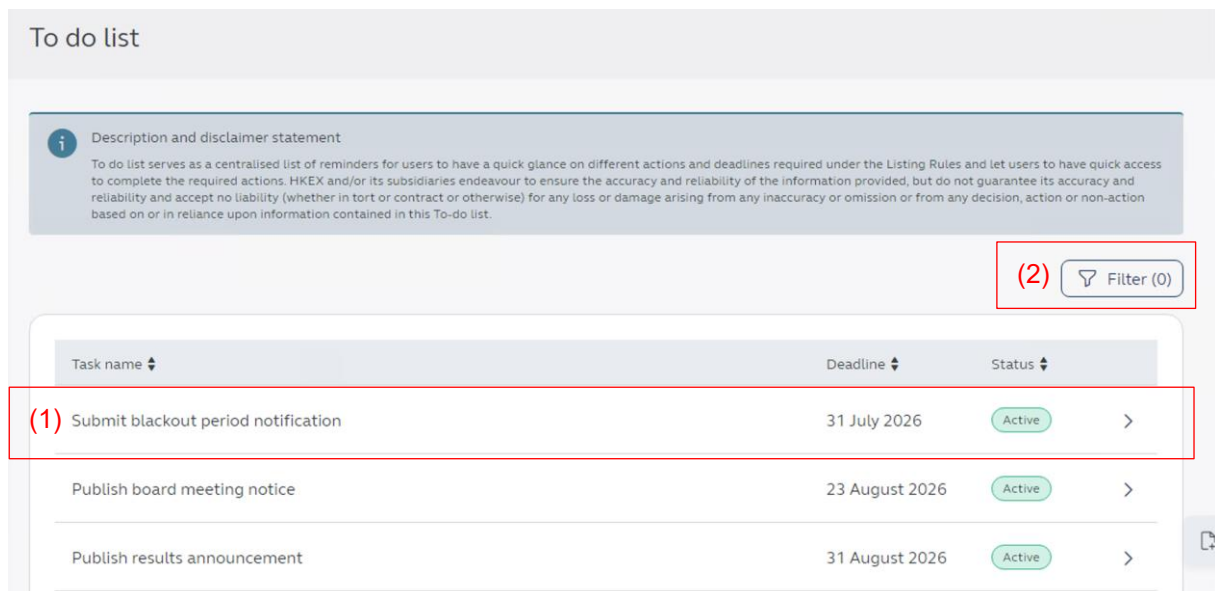 To do list
Description and disclaimer statement
To do list serves as a centralised list of reminders for users to have a quick glance on different actions and deadlines required under the Listing Rules and let users to have quick access
to complete the required actions. HKEX and/or its subsidiaries endeavour to ensure the accuracy and reliability of the information provided, but do not guarantee its accuracy and
reliability and accept no liability (whether in tort or contract or otherwise) for any loss or damage arising from any inaccuracy or omission or from any decision, action or non-action
based on or in reliance upon information contained in this To-do list.
(2) Filter (0)
Task name Deadline Status
(1) Submit blackout period notification 31 July 2026 Active
Publish board meeting notice 23 August 2026 Active
Publish results announcement 31 August 2026 Active